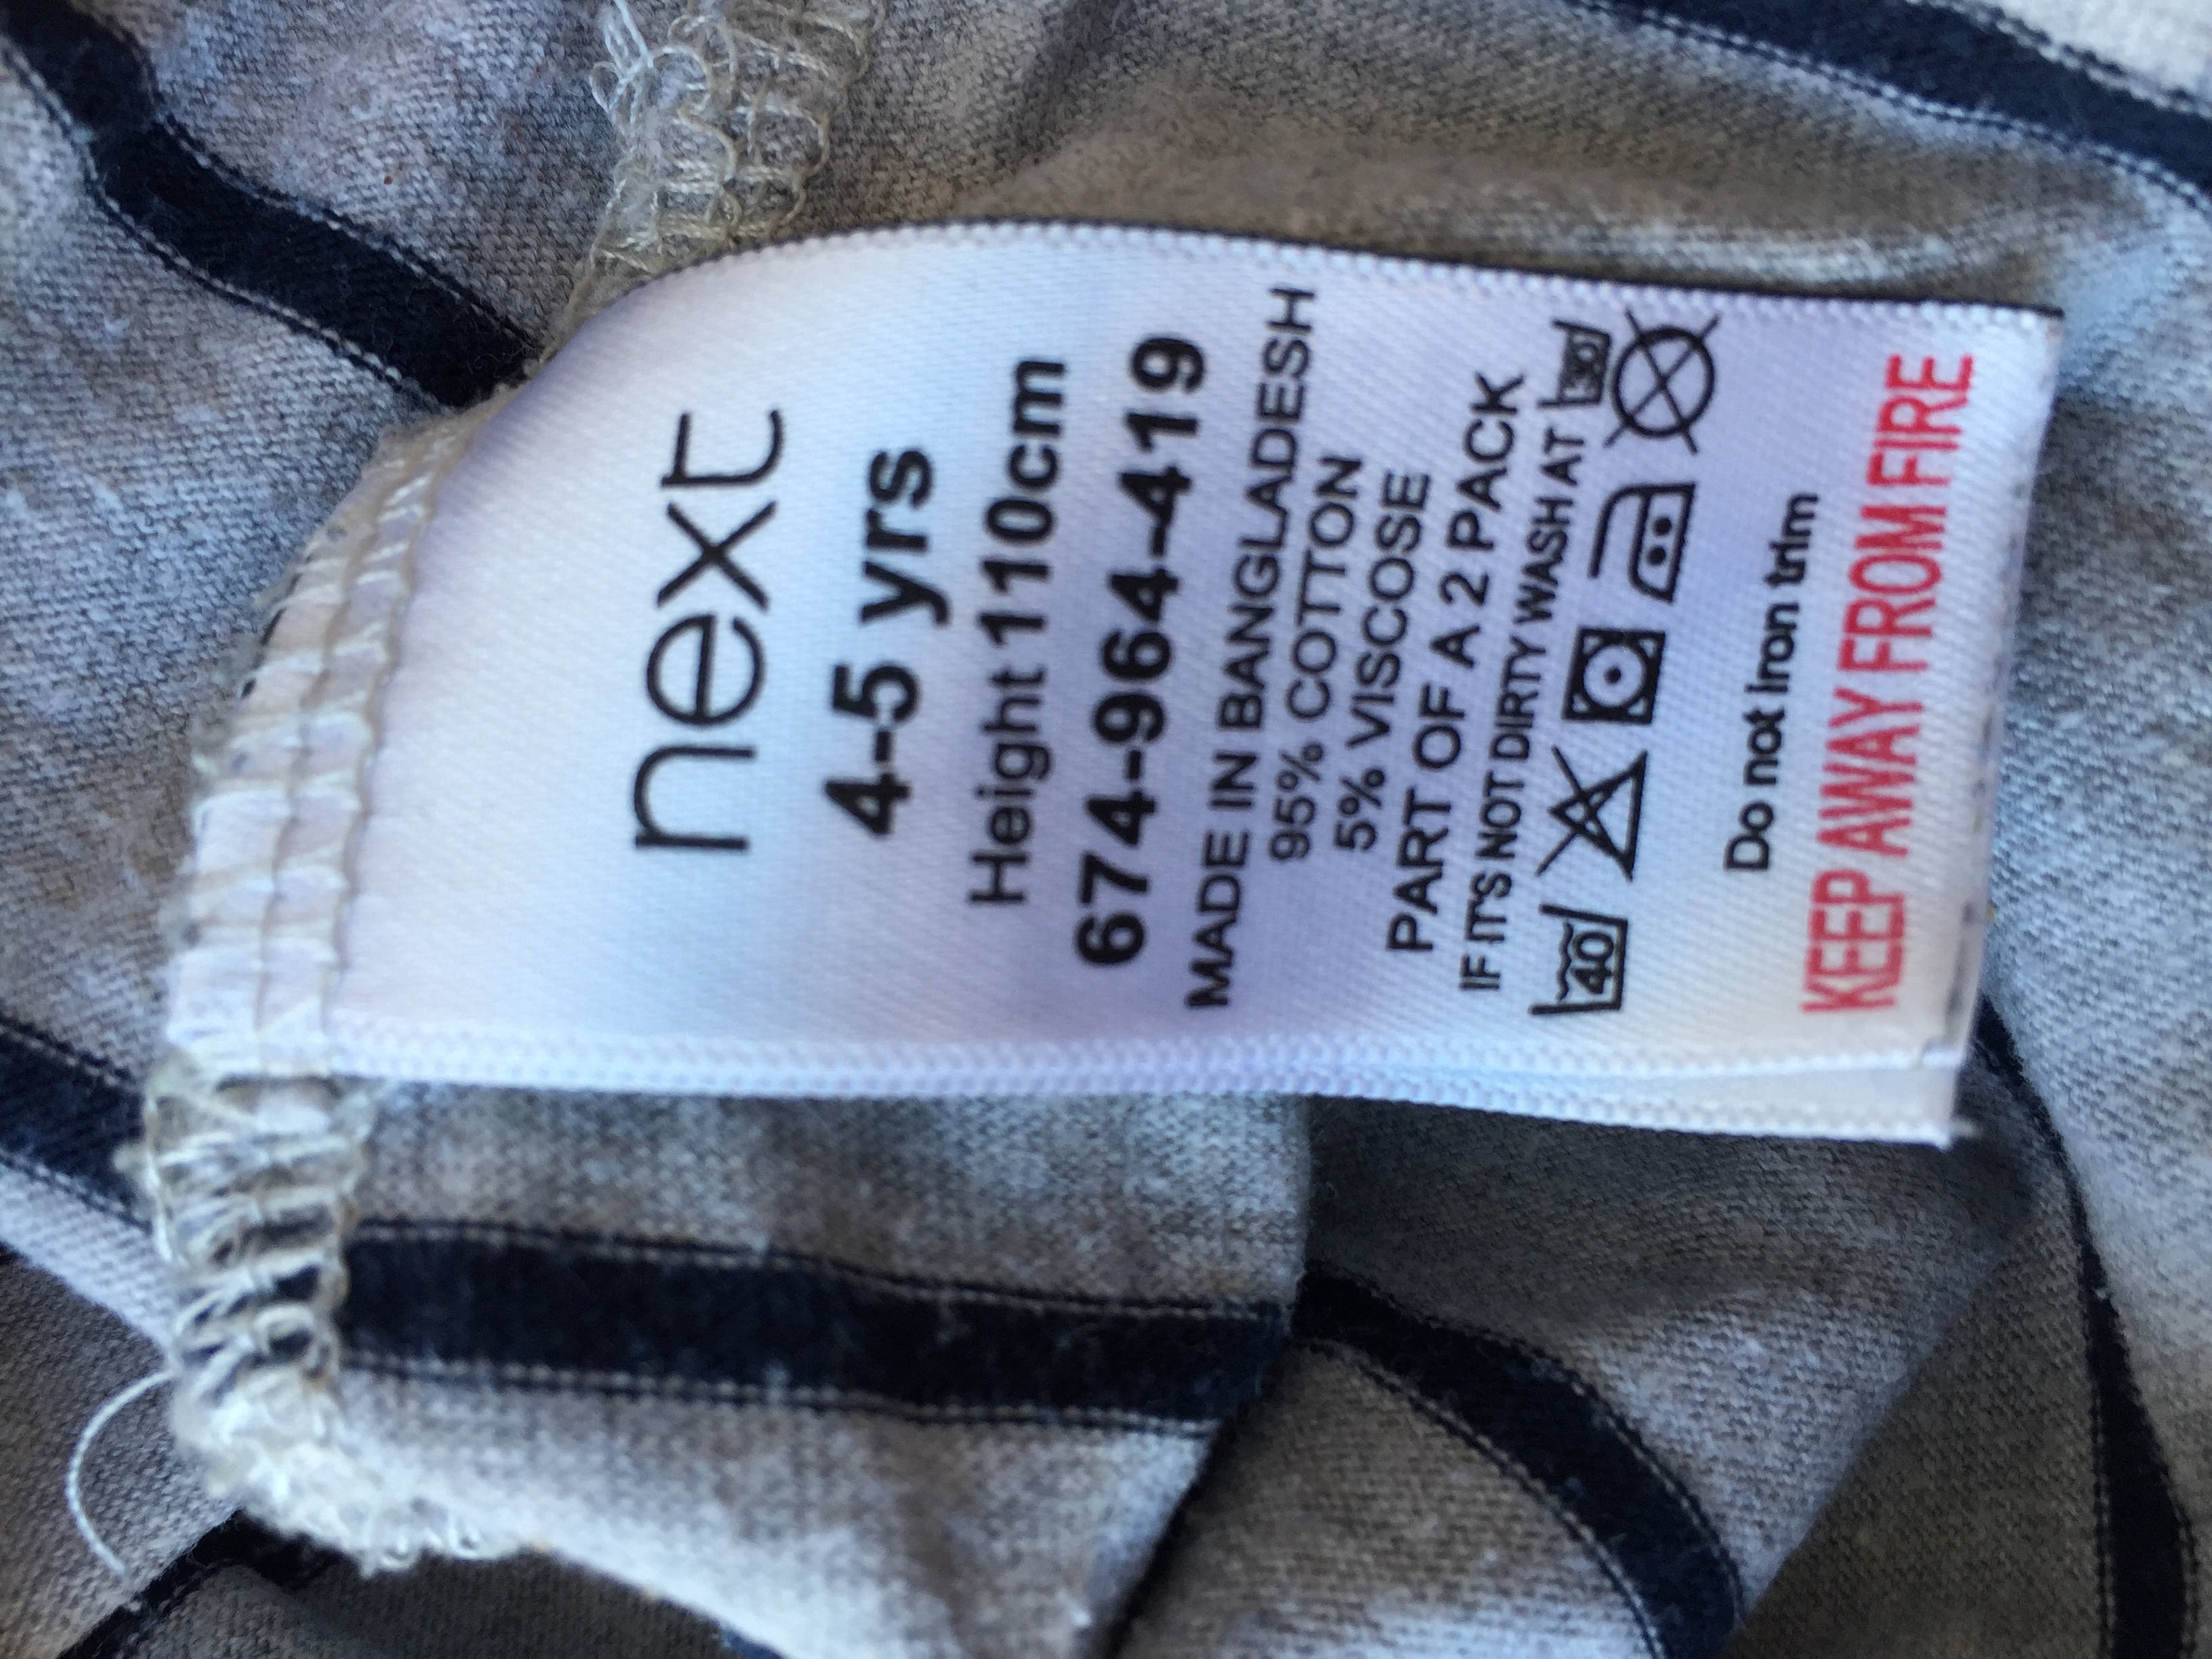 next
4-5 yrs
Height 110cm
674-964-419
MADE IN BANGLADESH
95% COTTON
5% VISCOSE
PART OF A 2 PACK
IF IT'S NOT DIRTY WASH AT 30
40
Do not iron trim
KEEP AWAY FROM FIRE